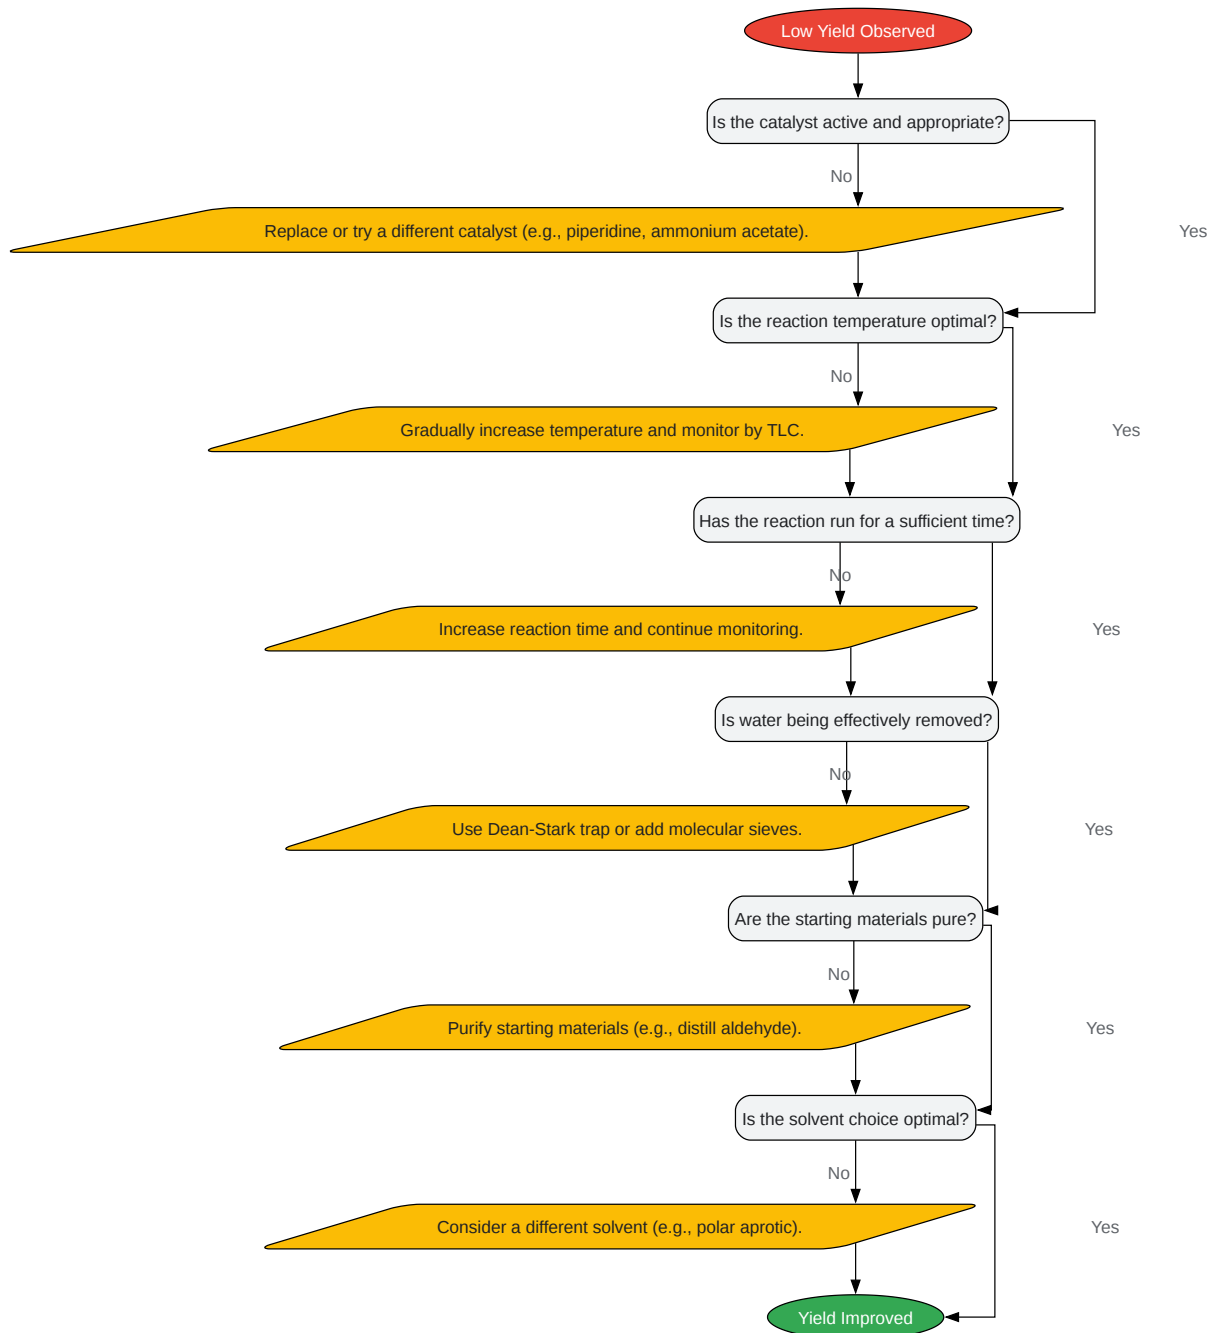 Low Yield Observed
Is the catalyst active and appropriate?
No
Replace or try a different catalyst (e.g., piperidine, ammonium acetate).
Yes
Is the reaction temperature optimal?
No
Gradually increase temperature and monitor by TLC.
Yes
Has the reaction run for a sufficient time?
No
Increase reaction time and continue monitoring.
Yes
Is water being effectively removed?
No
Use Dean-Stark trap or add molecular sieves.
Yes
Are the starting materials pure?
No
Purify starting materials (e.g., distill aldehyde).
Yes
Is the solvent choice optimal?
No
Consider a different solvent (e.g., polar aprotic).
Yes
Yield Improved